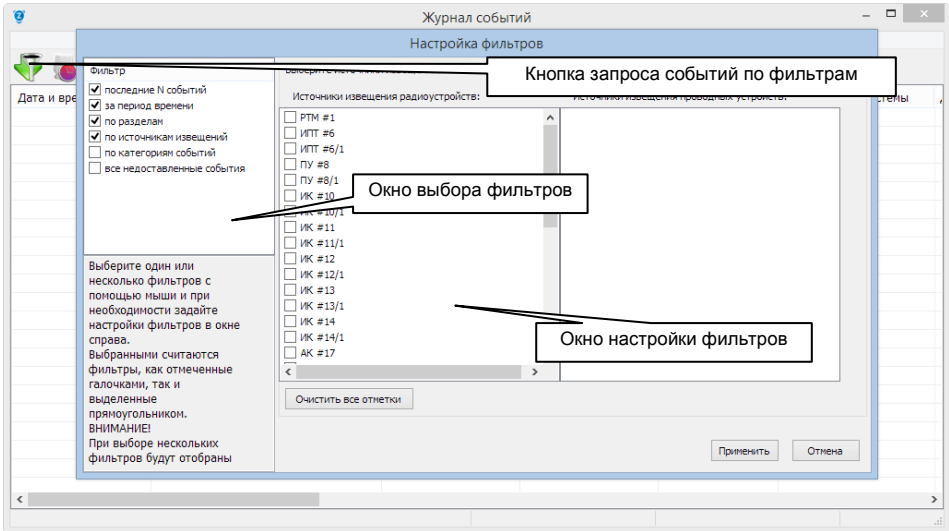 Журнал событий
Настройка фильтров
Кнопка запроса событий по фильтрам
Дата и вре
Фильтр
последние N событий
за период времени
по разделам
по источникам извещений
по категориям событий
все недоставленные события
Окно выбора фильтров
Выберите один или
несколько фильтров с
помощью мыши и при
необходимости задайте
настройки фильтров в окне
справа.
Выбранными считаются
фильтры, как отмеченные
галочками, так и
выделенные
прямоугольником.
ВНИМАНИЕ!
При выборе нескольких
фильтров будут отобраны
Источники извещения радиоустройств:
РТМ #1
ИПТ #6
ИПТ #6/1
ПУ #8
ПУ #8/1
ИК #10
ИК #10/1
ИК #11
ИК #11/1
ИК #12
ИК #12/1
ИК #13
ИК #13/1
ИК #14
ИК #14/1
АК #17
Источники извещения проводных устройств:
Окно настройки фильтров
Очистить все отметки
Применить
Отмена